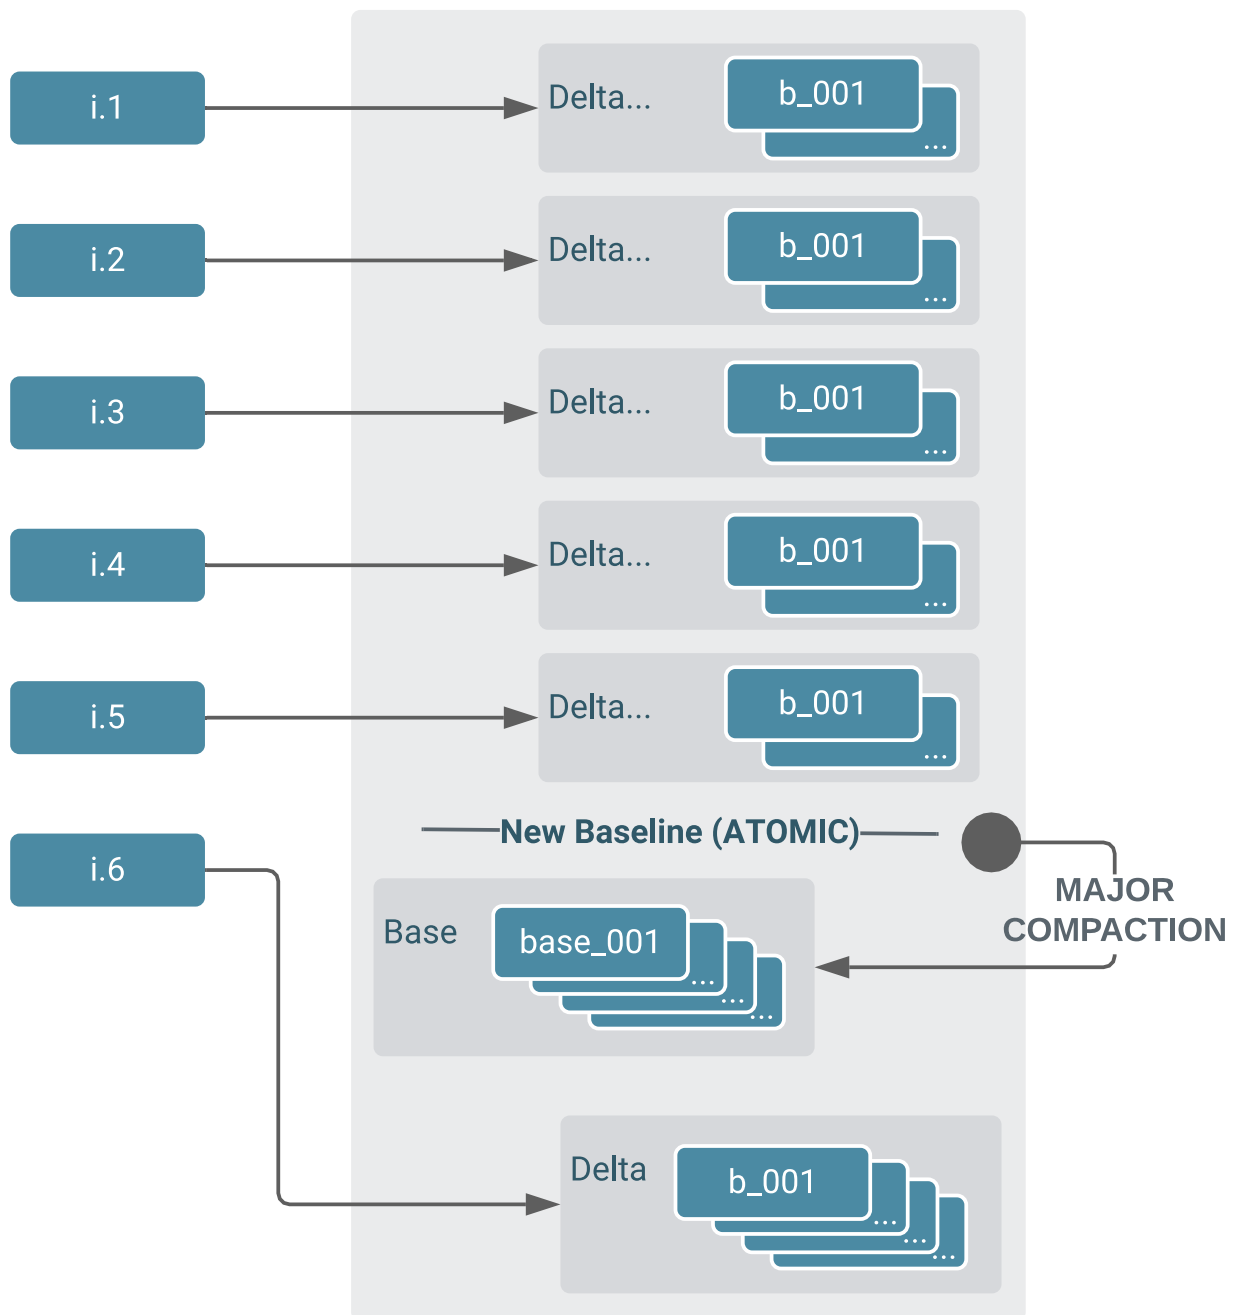 i.1
Delta...
b_001
...
i.2
Delta...
b_001
...
i.3
Delta...
b_001
...
i.4
Delta...
b_001
...
i.5
Delta...
b_001
...
New Baseline (ATOMIC)
i.6
MAJOR
COMPACTION
Base
base_001
...
...
...
Delta
b_001
...
...
...